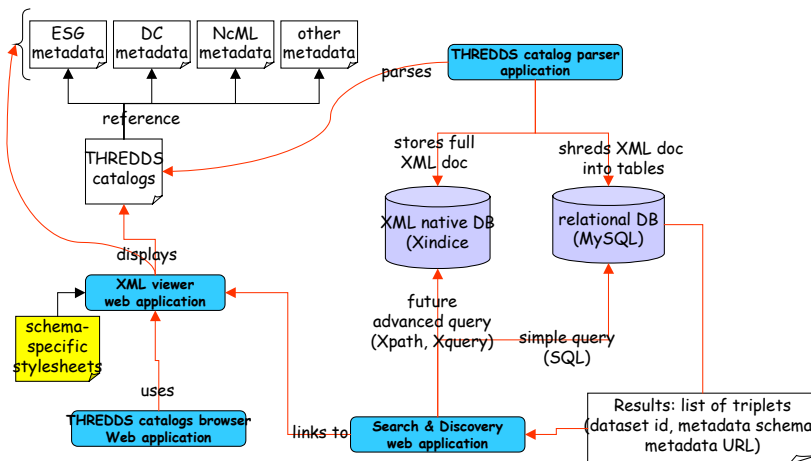 ESG
metadata
DC
metadata
NcML
metadata
other
metadata
THREDDS catalog parser
application
parses
reference
THREDDS
catalogs
stores full
XML doc
shreds XML doc
into tables
XML native DB
(Xindice
relational DB
(MySQL)
displays
XML viewer
web application
future
advanced query
(Xpath, Xquery)
simple query
(SQL)
schema-
specific
stylesheets
uses
THREDDS catalogs browser
Web application
links to
Search & Discovery
web application
Results: list of triplets
(dataset id, metadata schema
metadata URL)